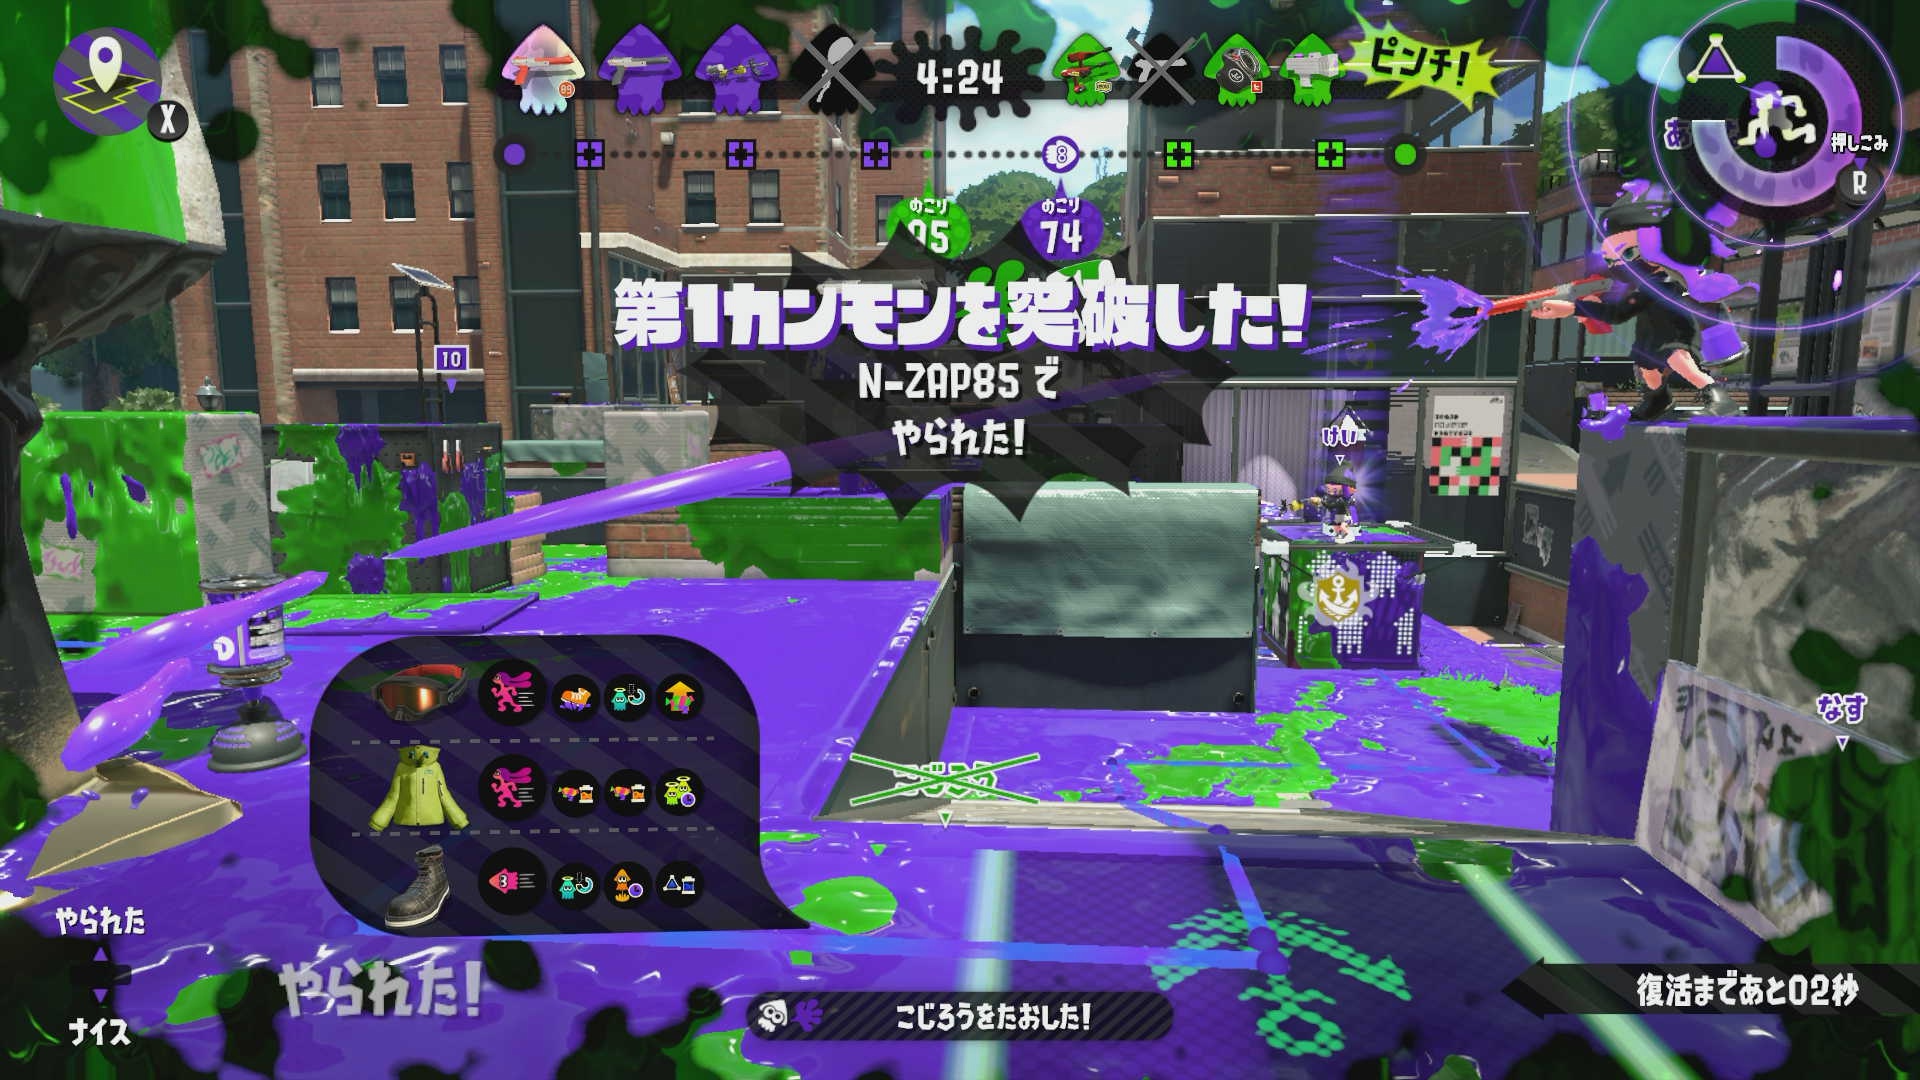 X
89
4:24
ピンチ!
あ
押しこみ
R
のこり
95
のこり
74
第1カンモンを突破した!
N-ZAP85 で
やられた!
10
けい
なす
やられた
ナイス
やられた!
こじろうをたおした!
復活まであと02秒